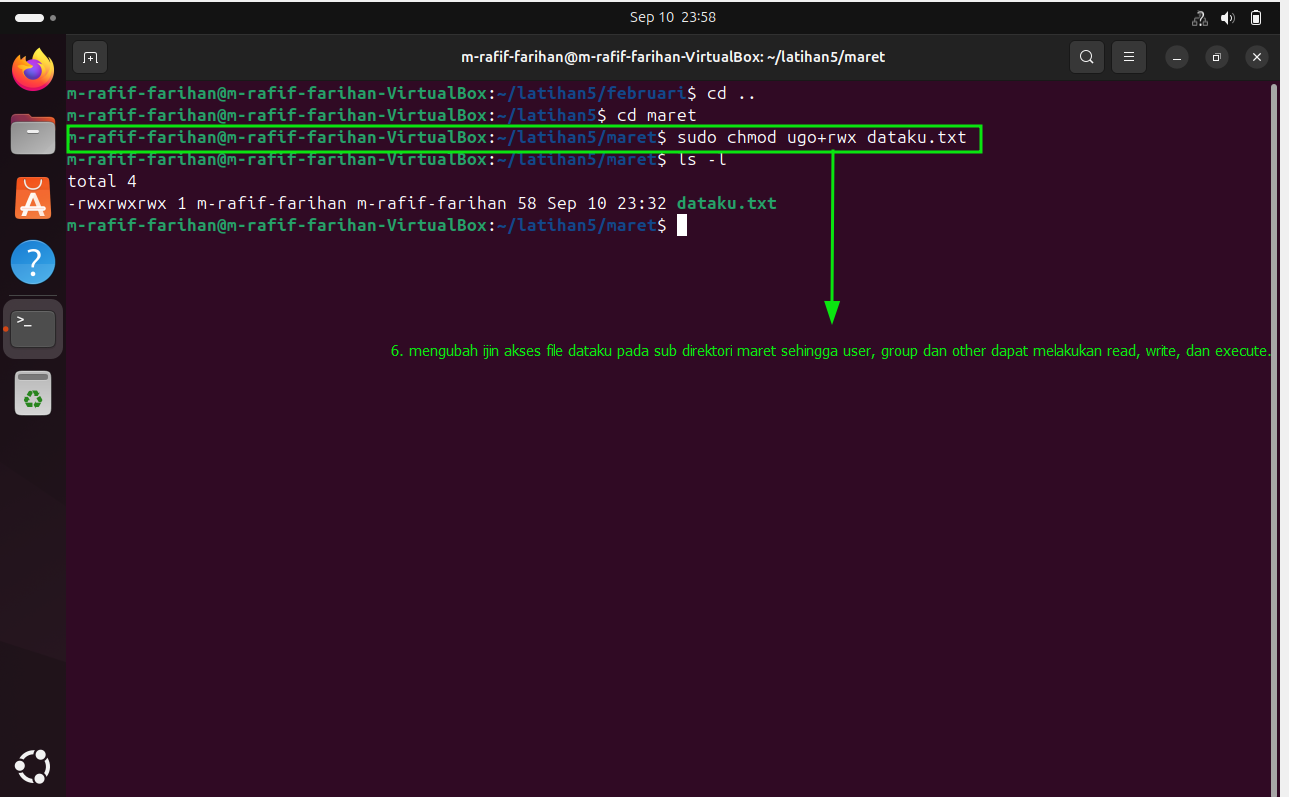 Sep 10 23:58
m-rafif-farihan@m-rafif-farihan-VirtualBox: ~/latihan5/maret
m-rafif-farihan@m-rafif-farihan-VirtualBox:~/latihan5/februari$ cd ..
m-rafif-farihan@m-rafif-farihan-VirtualBox:~/latihan5$ cd maret
m-rafif-farihan@m-rafif-farihan-VirtualBox:~/latihan5/maret$ sudo chmod ugo+rwx dataku.txt
m-rafif-farihan@m-rafif-farihan-VirtualBox:~/latihan5/maret$ ls -l
total 4
-rwxrwxrwx 1 m-rafif-farihan m-rafif-farihan 58 Sep 10 23:32 dataku.txt
m-rafif-farihan@m-rafif-farihan-VirtualBox:~/latihan5/maret$
6. mengubah ijin akses file dataku pada sub direktori maret sehingga user, group dan other dapat melakukan read, write, dan execute.